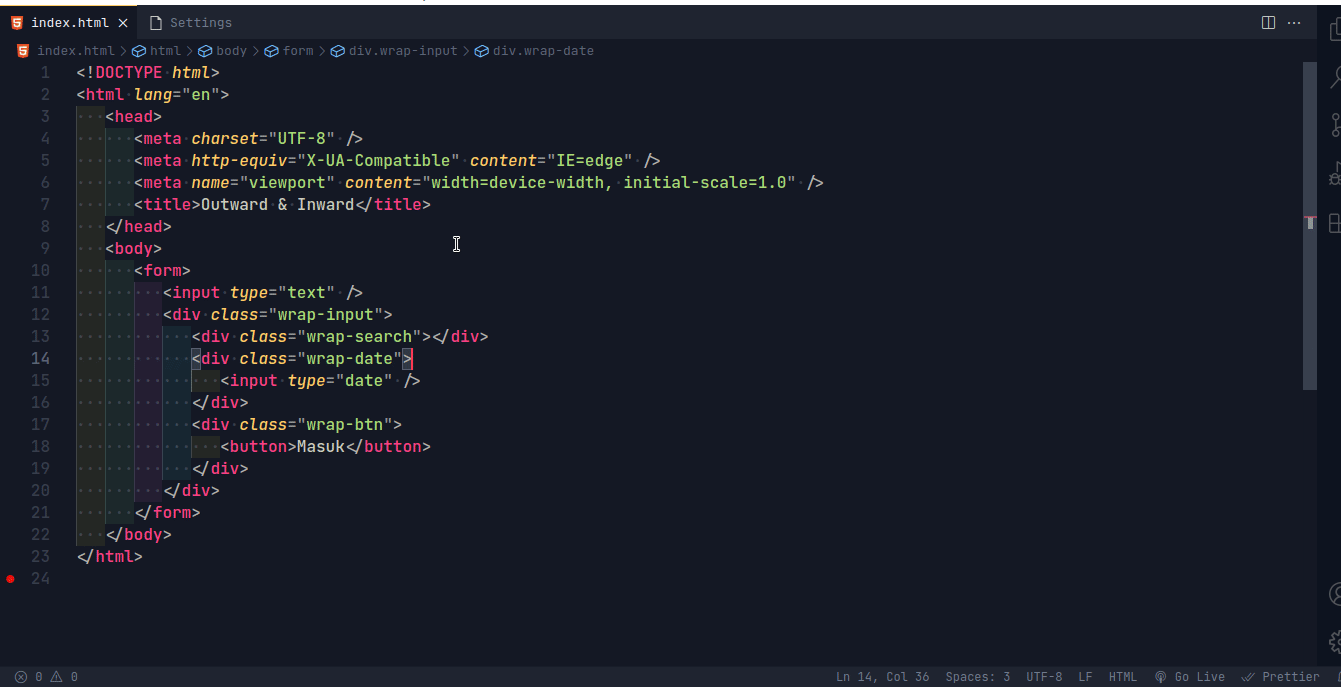 index.html × Settings
index.html > html > body > form > div.wrap-input > div.wrap-date
1 <!DOCTYPE html>
2 <html lang="en">
3 <head>
4 <meta charset="UTF-8" />
5 <meta http-equiv="X-UA-Compatible" content="IE=edge" />
6 <meta name="viewport" content="width=device-width, initial-scale=1.0" />
7 <title>Outward & Inward</title>
8 </head>
9 <body>
10 <form>
11 <input type="text" />
12 <div class="wrap-input">
13 <div class="wrap-search"></div>
14 <div class="wrap-date">
15 <input type="date" />
16 </div>
17 <div class="wrap-btn">
18 <button>Masuk</button>
19 </div>
20 </div>
21 </form>
22 </body>
23 </html>
24
0 0 Ln 14, Col 36 Spaces: 3 UTF-8 LF HTML Go Live Prettier